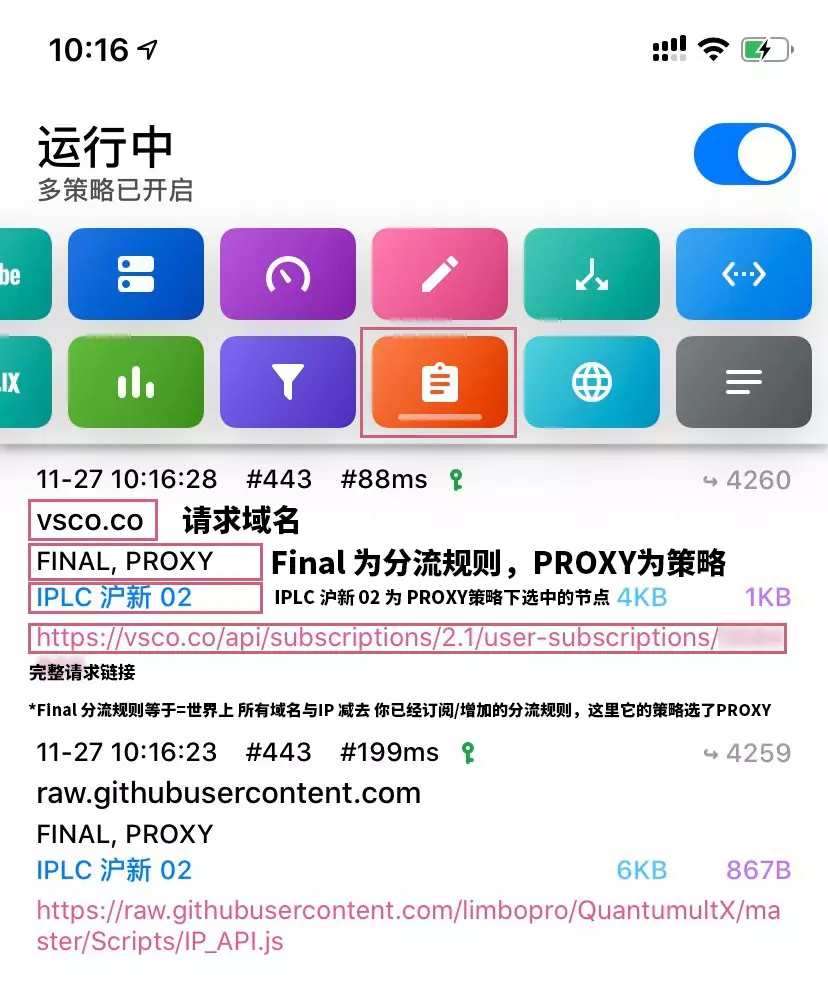 10:16
运行中
多策略已开启
be
IX
11-27 10:16:28 #443 #88ms 4260
vsco.co 请求域名
FINAL, PROXY Final 为分流规则，PROXY为策略
IPLC 沪新 02 IPLC 沪新 02 为 PROXY策略下选中的节点 4KB 1KB
https://vsco.co/api/subscriptions/2.1/user-subscriptions/
完整请求链接
*Final 分流规则等于=世界上 所有域名与IP 减去 你已经订阅/增加的分流规则，这里它的策略选了PROXY
11-27 10:16:23 #443 #199ms 4259
raw.githubusercontent.com
FINAL, PROXY
IPLC 沪新 02 6KB 867B
https://raw.githubusercontent.com/limbopro/QuantumultX/ma
ster/Scripts/IP_API.js